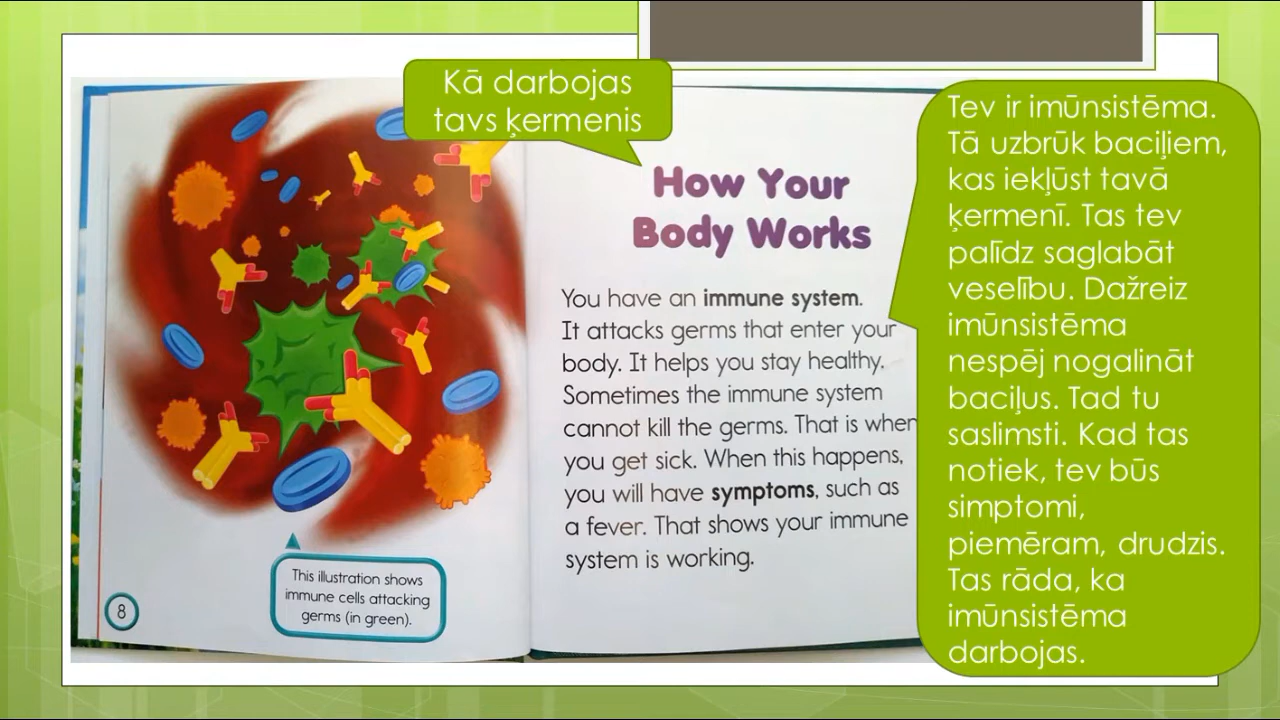 Kā darbojas
tavs ķermenis
How Your
Body Works
You have an immune system.
It attacks germs that enter your
body. It helps you stay healthy.
Sometimes the immune system
cannot kill the germs. That is when
you get sick. When this happens,
you will have symptoms, such as
a fever. That shows your immune
system is working.
This illustration shows
immune cells attacking
germs (in green).
8
Tev ir imūnsistēma.
Tā uzbrūk baciļiem,
kas iekļūst tavā
ķermenī. Tas tev
palīdz saglabāt
veselību. Dažreiz
imūnsistēma
nespēj nogalināt
baciļus. Tad tu
saslimsti. Kad tas
notiek, tev būs
simptomi,
piemēram, drudzis.
Tas rāda, ka
imūnsistēma
darbojas.